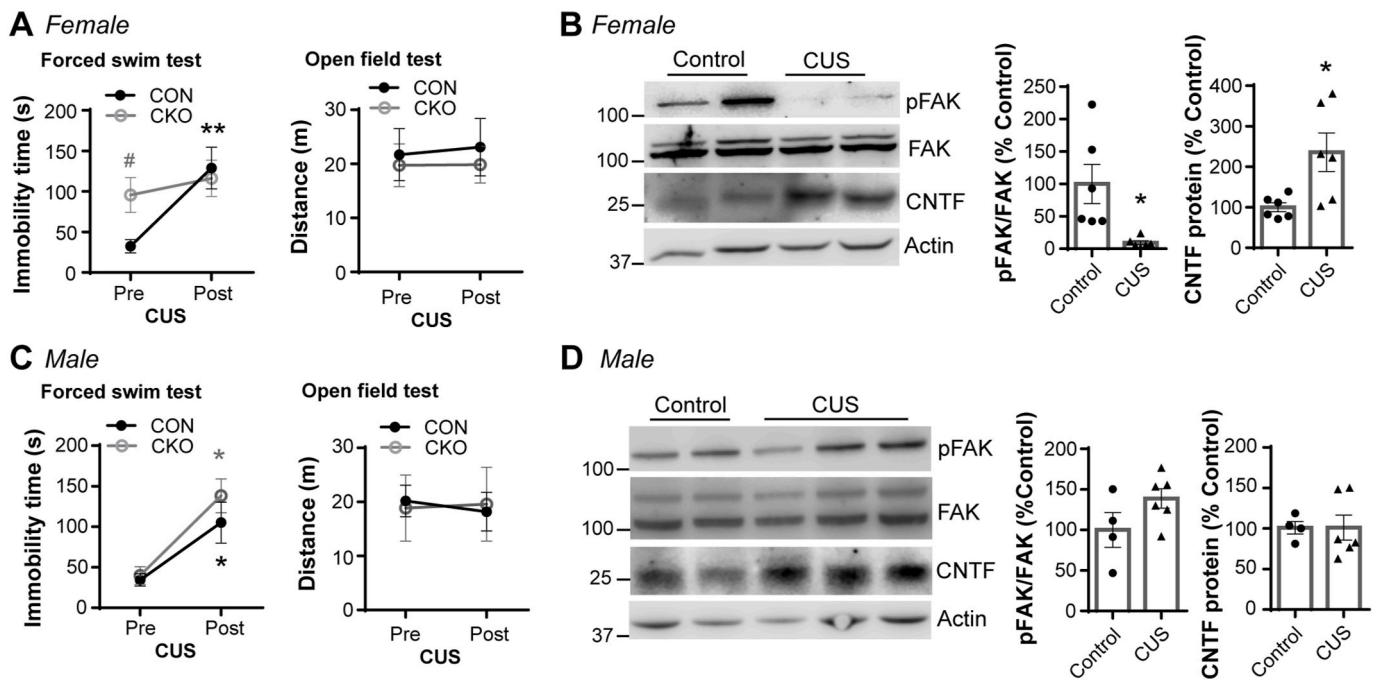 A Female
Forced swim test
CON
CKO
Immobility time (s)
200
150
100
50
0
#
**
Pre Post
CUS
Open field test
CON
CKO
Distance (m)
30
20
10
0
Pre Post
CUS
B Female
Control CUS
pFAK
100
FAK
100
CNTF
25
Actin
37
pFAK/FAK (% Control)
250
200
150
100
50
0
*
Control CUS
CNTF protein (% Control)
400
300
200
100
0
*
Control CUS
C Male
Forced swim test
CON
CKO
Immobility time (s)
200
150
100
50
0
*
*
Pre Post
CUS
Open field test
CON
CKO
Distance (m)
30
20
10
0
Pre Post
CUS
D Male
Control CUS
pFAK
100
FAK
100
CNTF
25
Actin
37
pFAK/FAK (%Control)
200
150
100
50
0
Control CUS
CNTF protein (% Control)
200
150
100
50
0
Control CUS